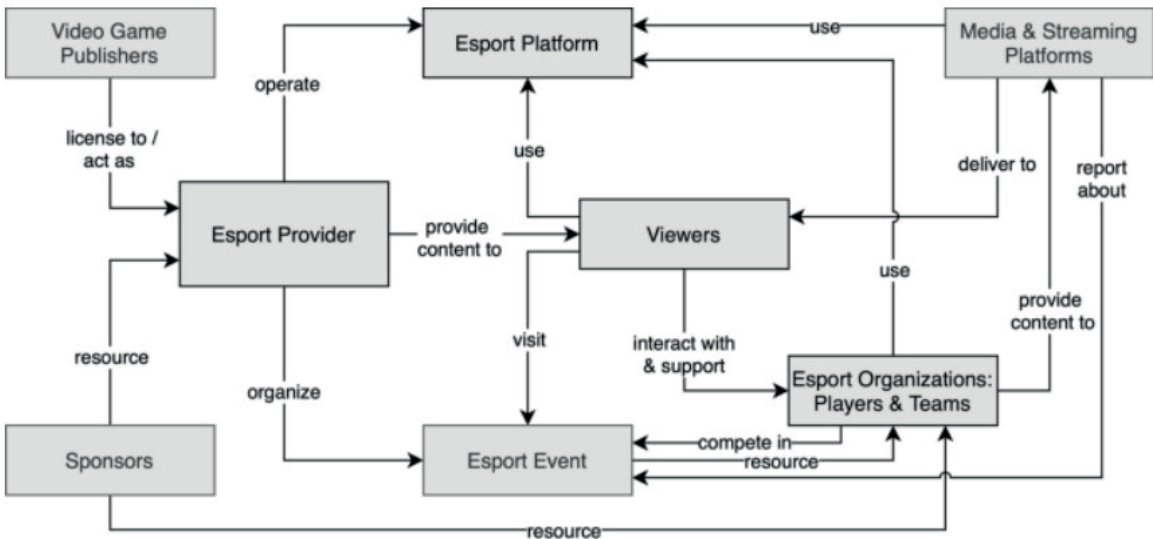 Video Game
Publishers
Esport Platform
use
Media & Streaming
Platforms
operate
license to /
act as
use
deliver to
report
about
Esport Provider
provide
content to
Viewers
use
provide
content to
resource
organize
visit
interact with
& support
Esport Organizations:
Players & Teams
Sponsors
Esport Event
compete in
resource
resource